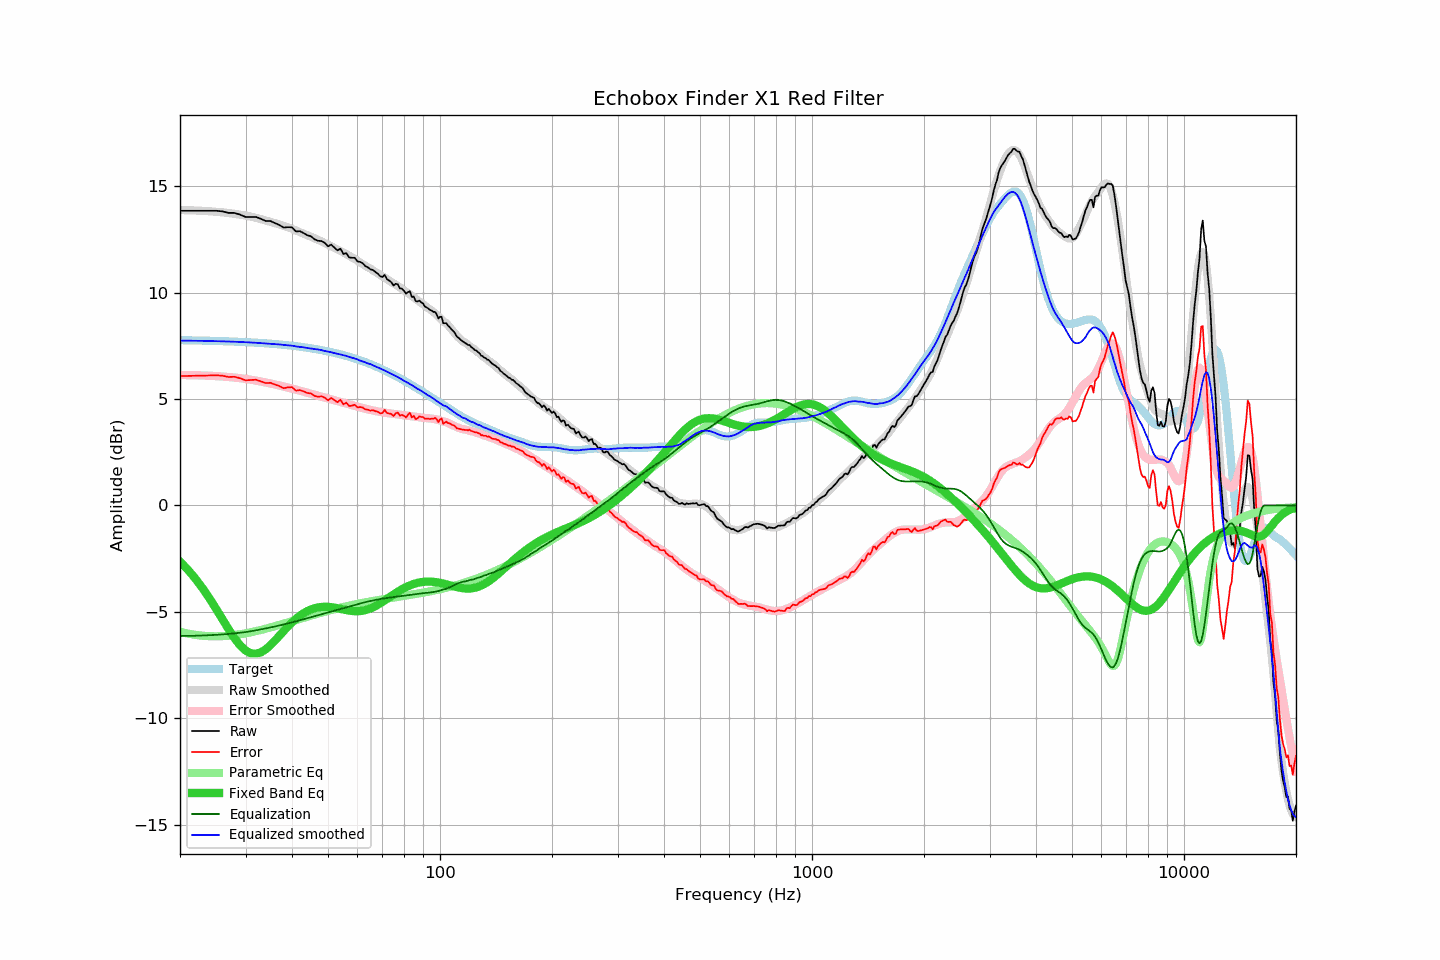 Echobox Finder X1 Red Filter
Amplitude (dBr)
15
10
5
0
−5
−10
−15
Target
Raw Smoothed
Error Smoothed
Raw
Error
Parametric Eq
Fixed Band Eq
Equalization
Equalized smoothed
100
1000
10000
Frequency (Hz)